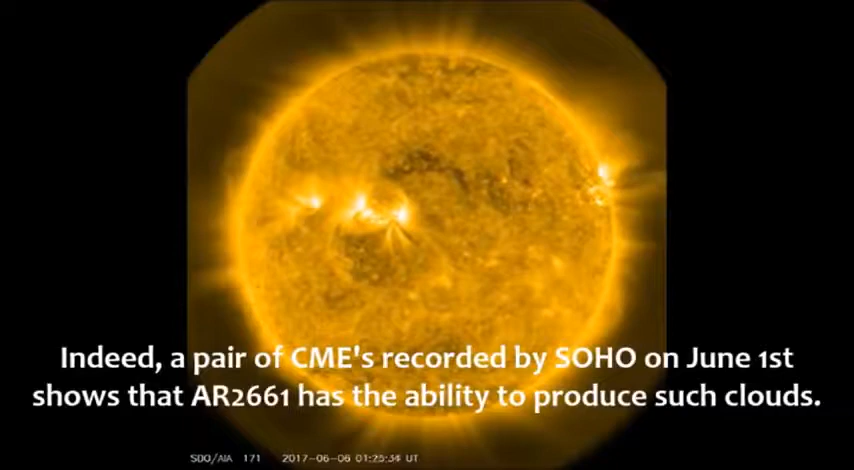 Indeed, a pair of CME's recorded by SOHO on June 1st
shows that AR2661 has the ability to produce such clouds.
SDO/AIA 171 2017-06-06 01:25:34 UT